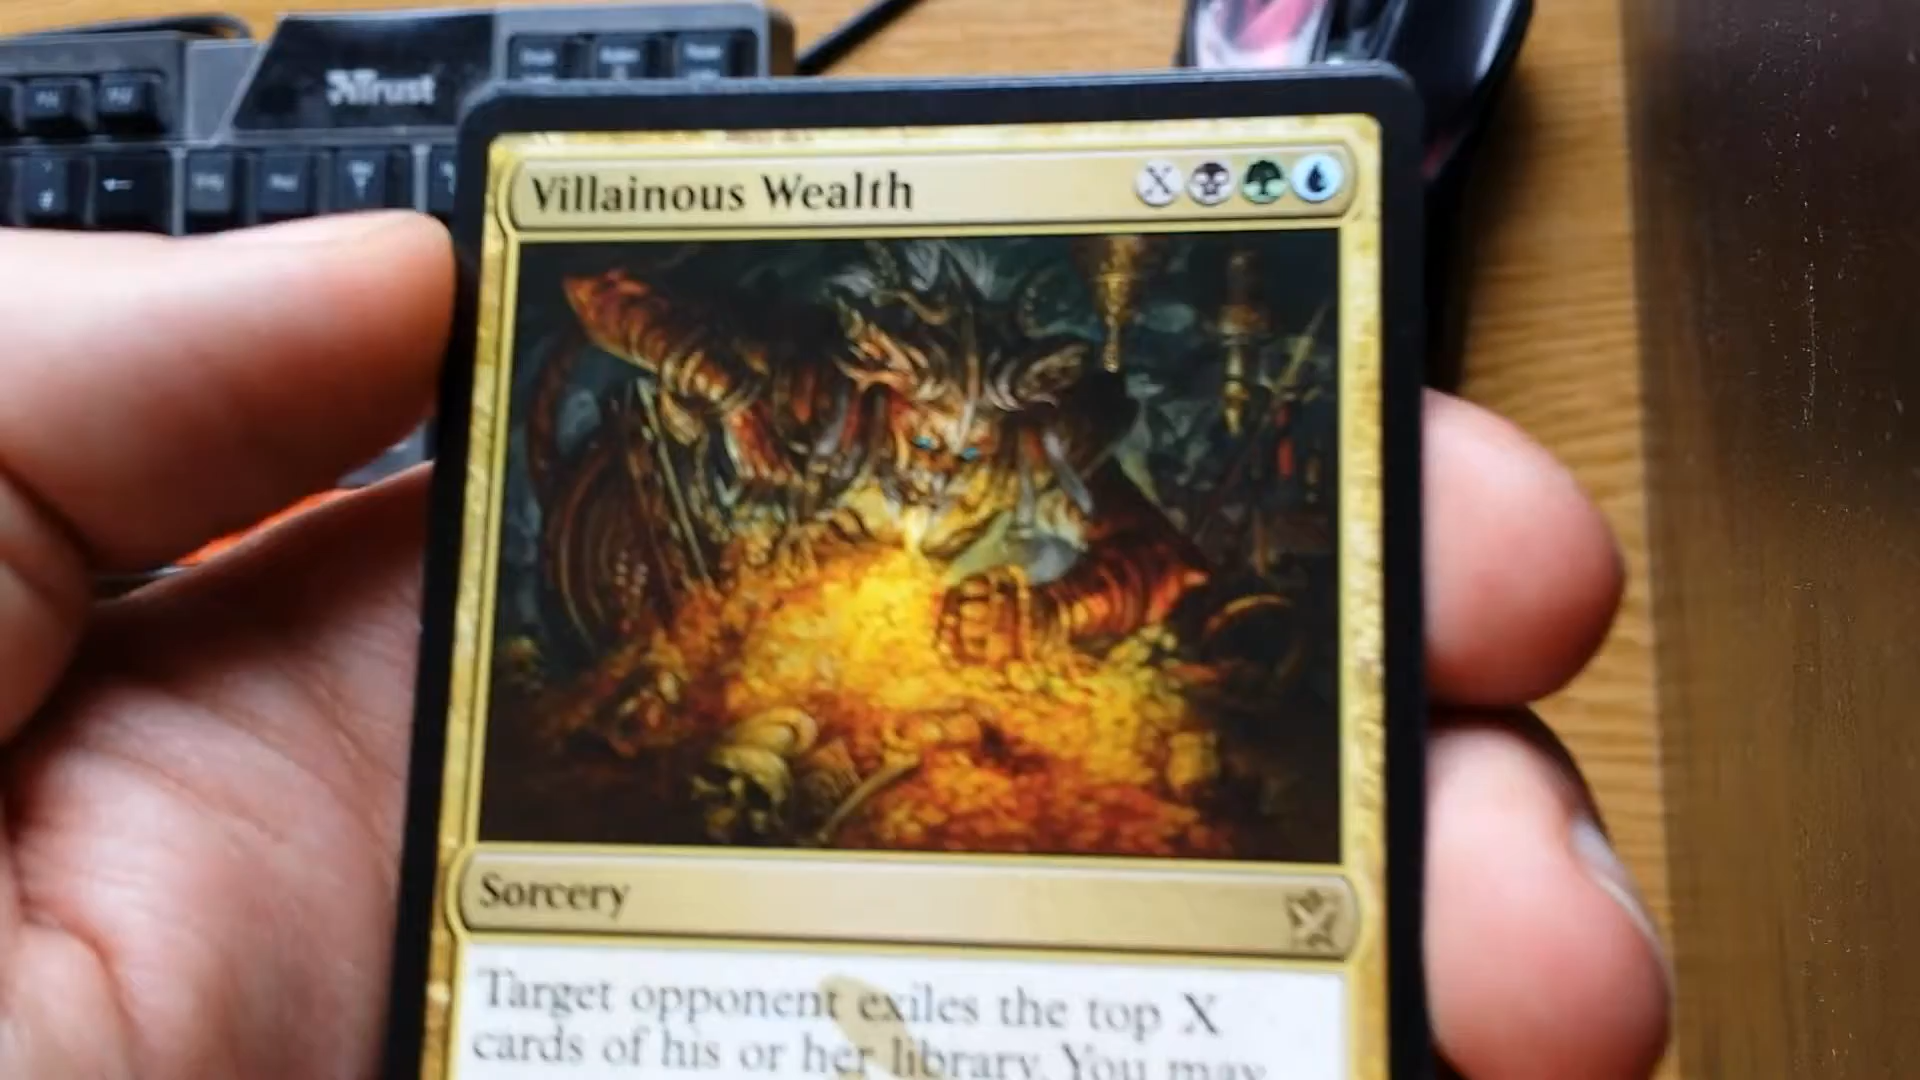 Trust
Villainous Wealth X
Sorcery
Target opponent exiles the top X
cards of his or her library. You may